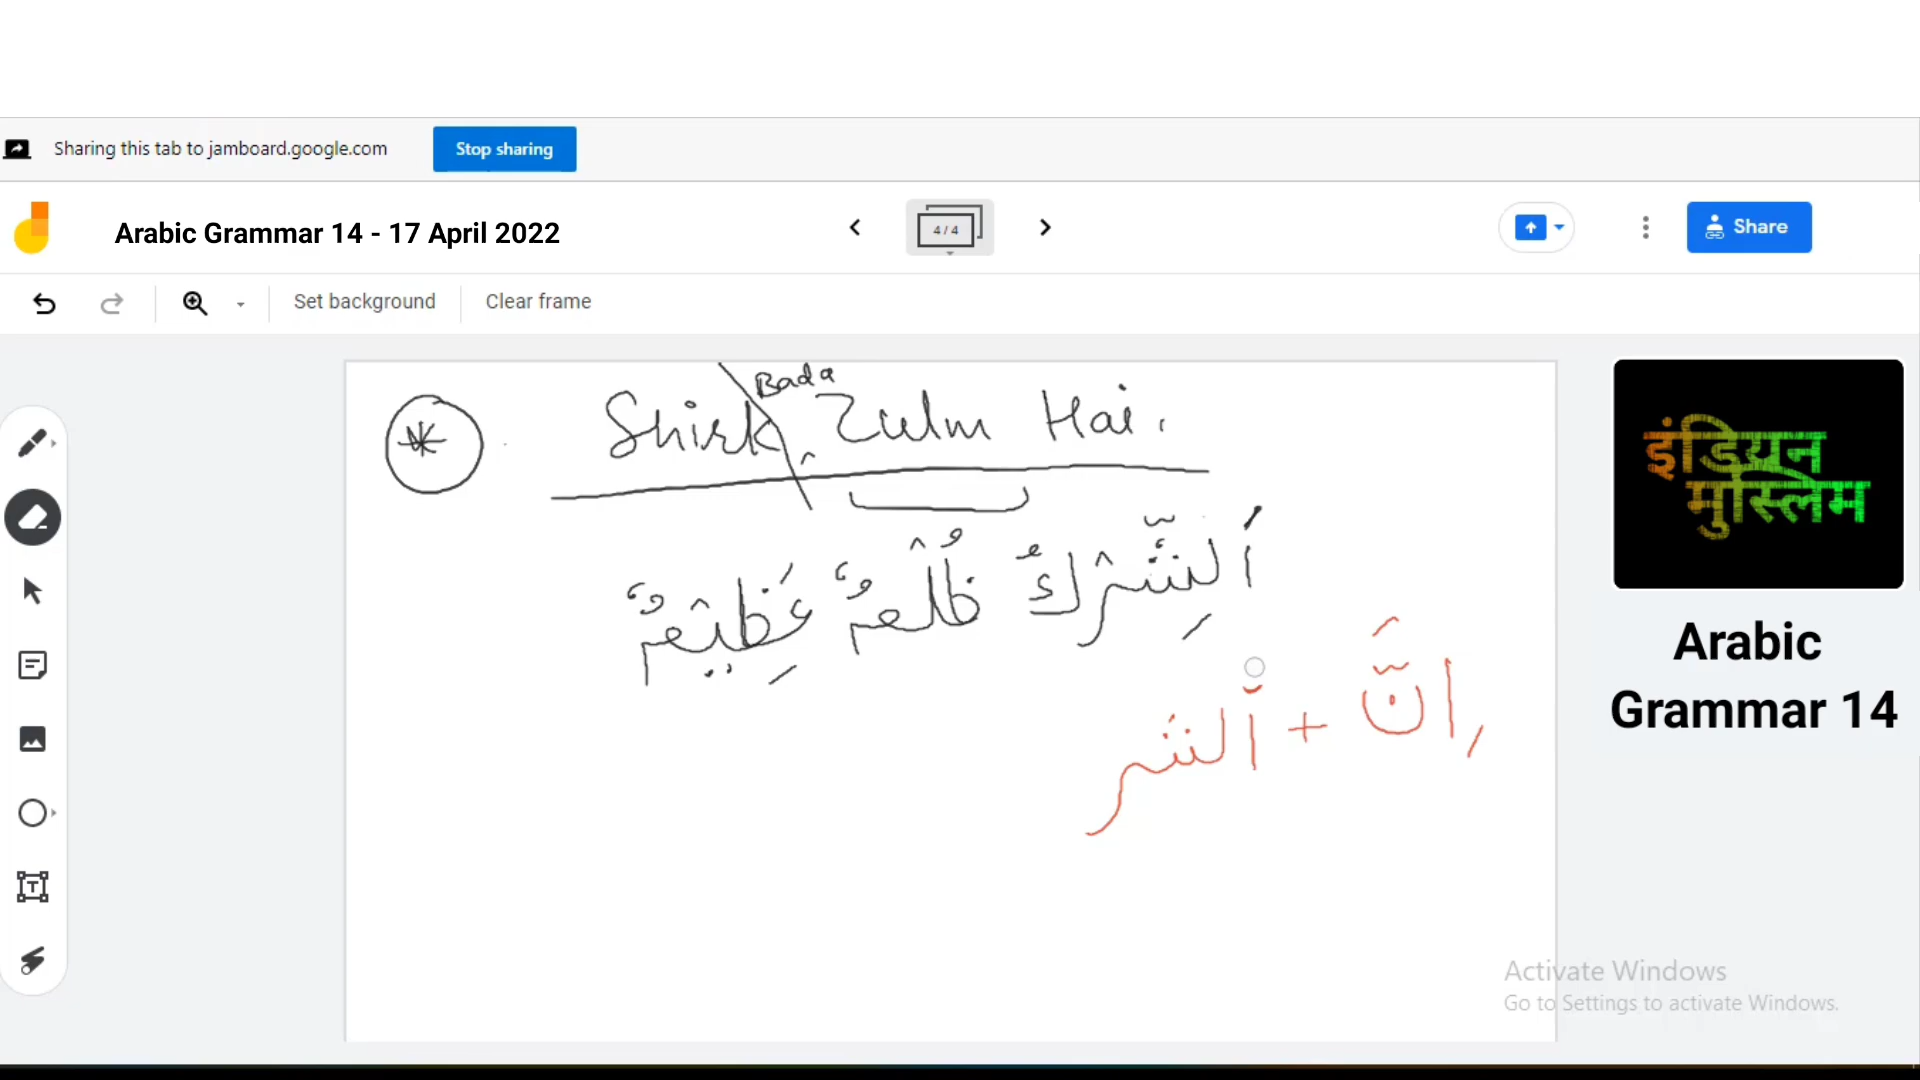 Sharing this tab to jamboard.google.com
Stop sharing
Arabic Grammar 14 - 17 April 2022
4 / 4
Share
Set background
Clear frame
Bada
Shirk Zulm Hai.
اَلشِّرْكُ ظُلْمٌ عَظِيْمٌ
اِنَّ + اَلشر
इंडियन
मुस्लिम
Arabic
Grammar 14
Activate Windows
Go to Settings to activate Windows.